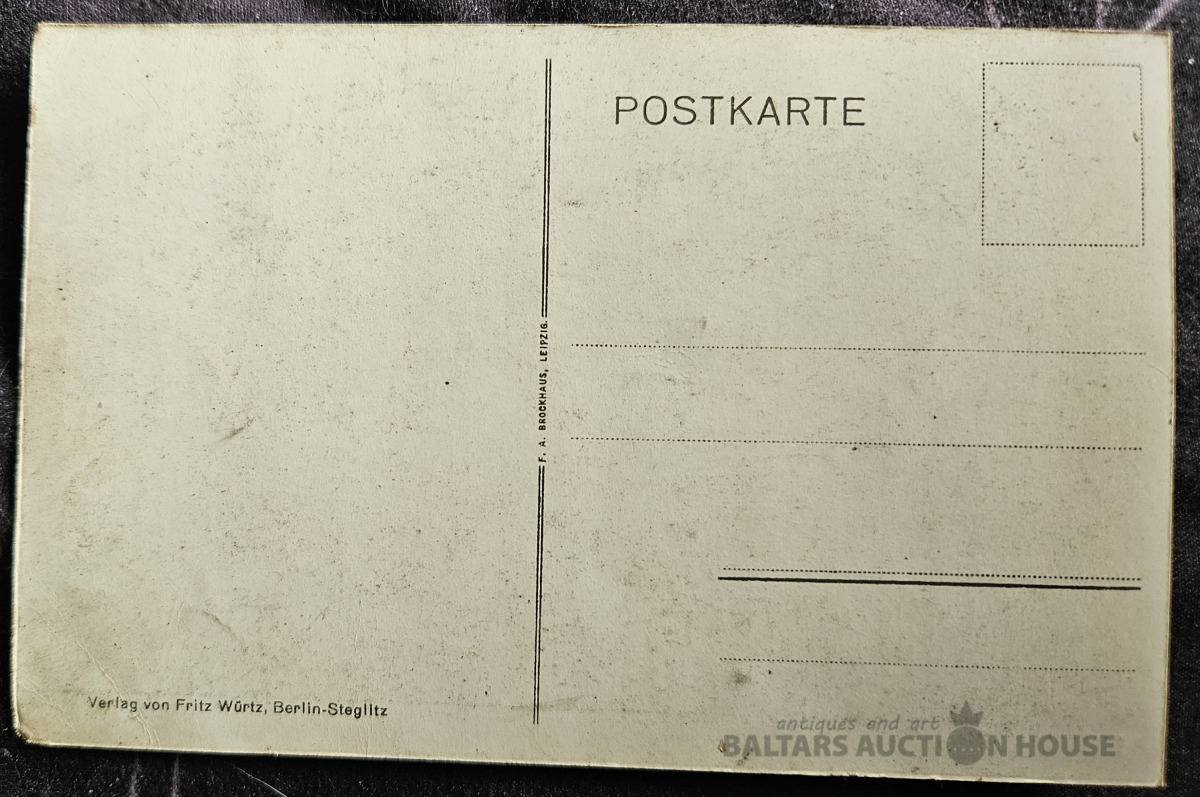 POSTKARTE
F. A. BROCKHAUS, LEIPZIG.
Verlag von Fritz Würtz, Berlin-Steglitz
antiques and art
BALTARS AUCTION HOUSE